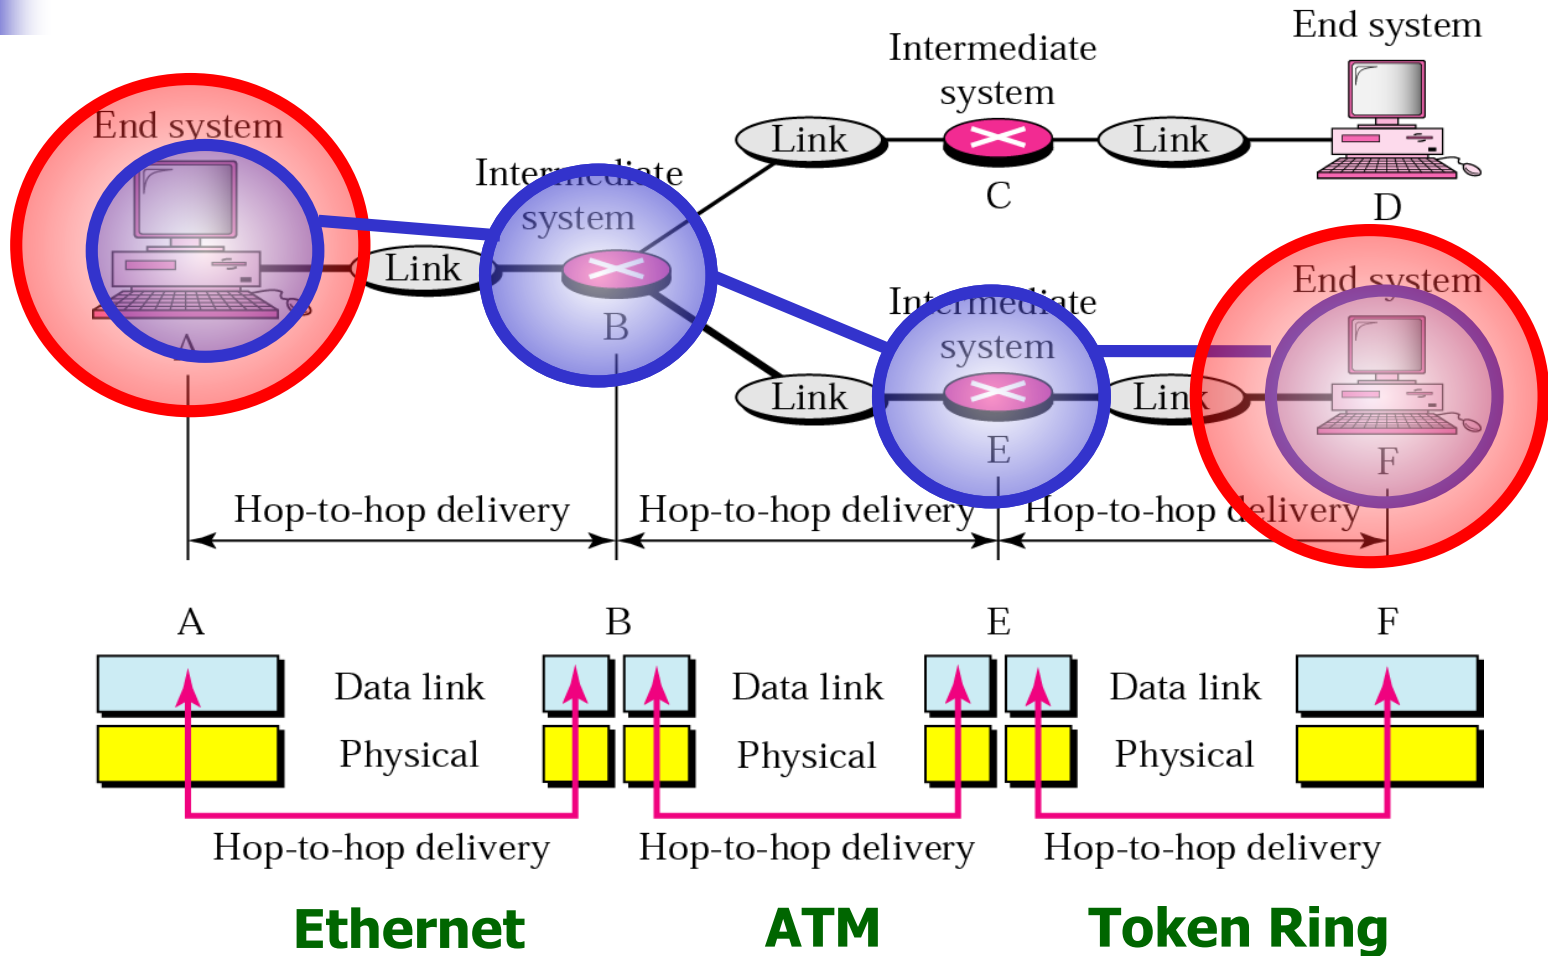 End system
Intermediate
system
End system
Link
Link
C
D
Intermediate
system
Link
A
B
Intermediate
system
End system
Link
Link
E
F
Hop-to-hop delivery
Hop-to-hop delivery
Hop-to-hop delivery
A
B
E
F
Data link
Data link
Data link
Physical
Physical
Physical
Hop-to-hop delivery
Hop-to-hop delivery
Hop-to-hop delivery
Ethernet
ATM
Token Ring